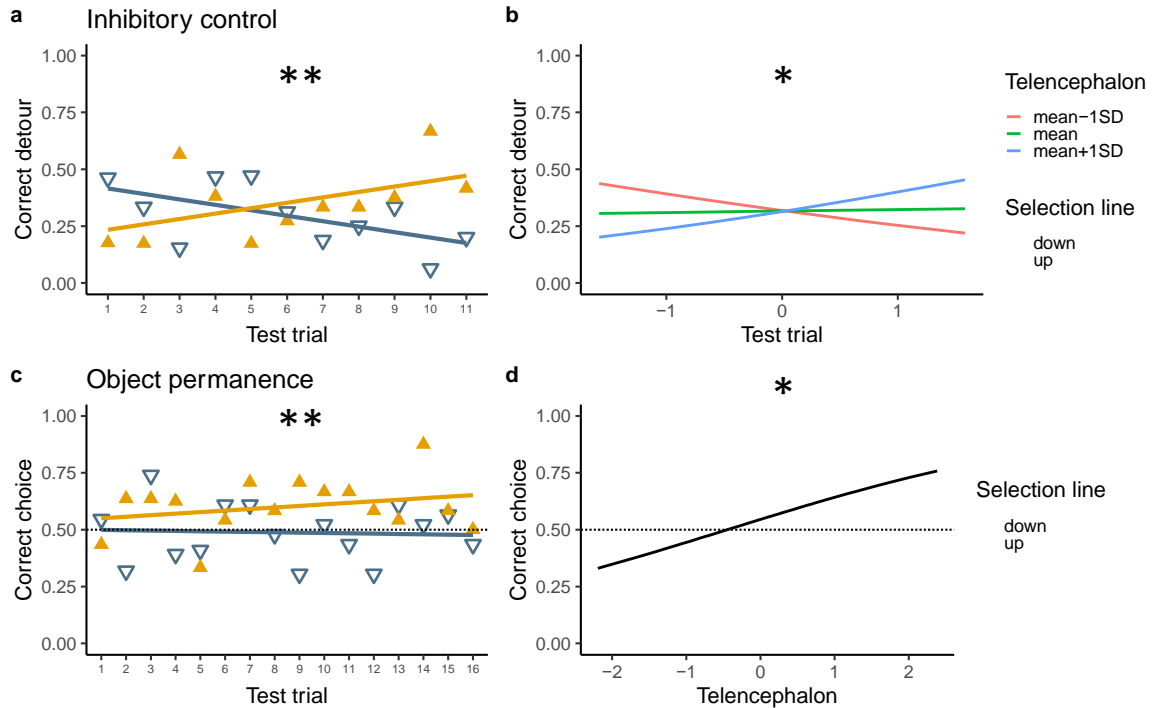 a
Inhibitory control
b
**
*
1.00
0.75
0.50
0.25
0.00
Correct detour
1 2 3 4 5 6 7 8 9 10 11
Test trial
1.00
0.75
0.50
0.25
0.00
Correct detour
−1 0 1
Test trial
Telencephalon
mean−1SD
mean
mean+1SD
Selection line
down
up
c
Object permanence
d
**
*
1.00
0.75
0.50
0.25
0.00
Correct choice
1 2 3 4 5 6 7 8 9 10 11 12 13 14 15 16
Test trial
1.00
0.75
0.50
0.25
0.00
Correct choice
−2 −1 0 1 2
Telencephalon
Selection line
down
up